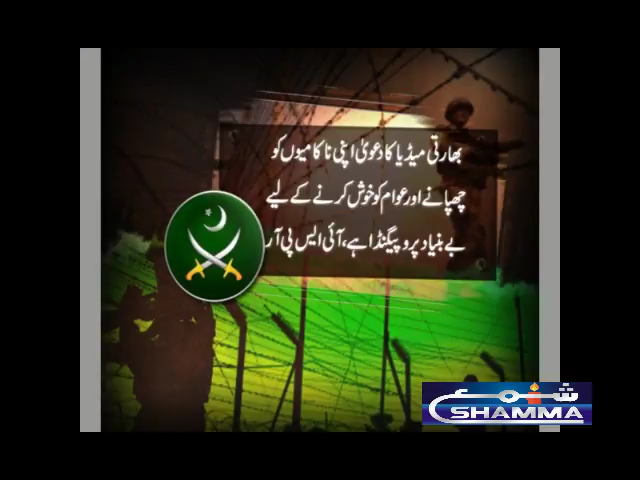 بھارتی میڈیا کا دعویٰ اپنی ناکامیوں کو
چھپانے اور عوام کو خوش کرنے کے لیے
بے بنیاد پروپیگنڈا ہے، آئی ایس پی آر
شمع
SHAMMA